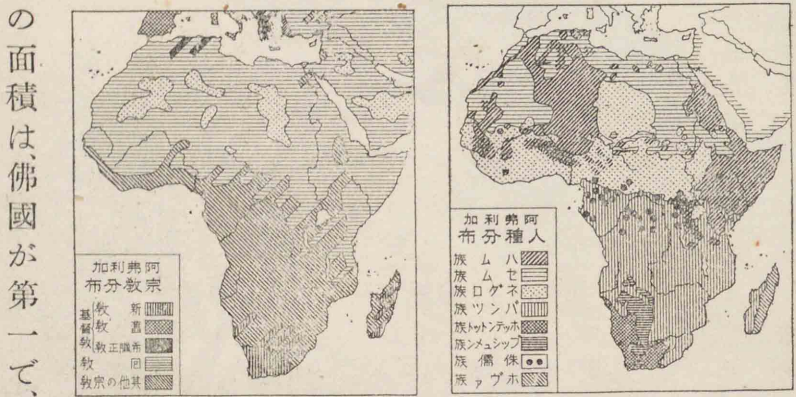 阿弗利加
人種分布
ハム族
セム族
ネグロ族
バンツ族
ホッテントット族
ブッシュメン族
侏儒族
ホヴァ族
阿弗利加
宗教分布
基督教
新教
舊教
希臘正教
回教
其他の宗教
の面積は、佛國が第一で、